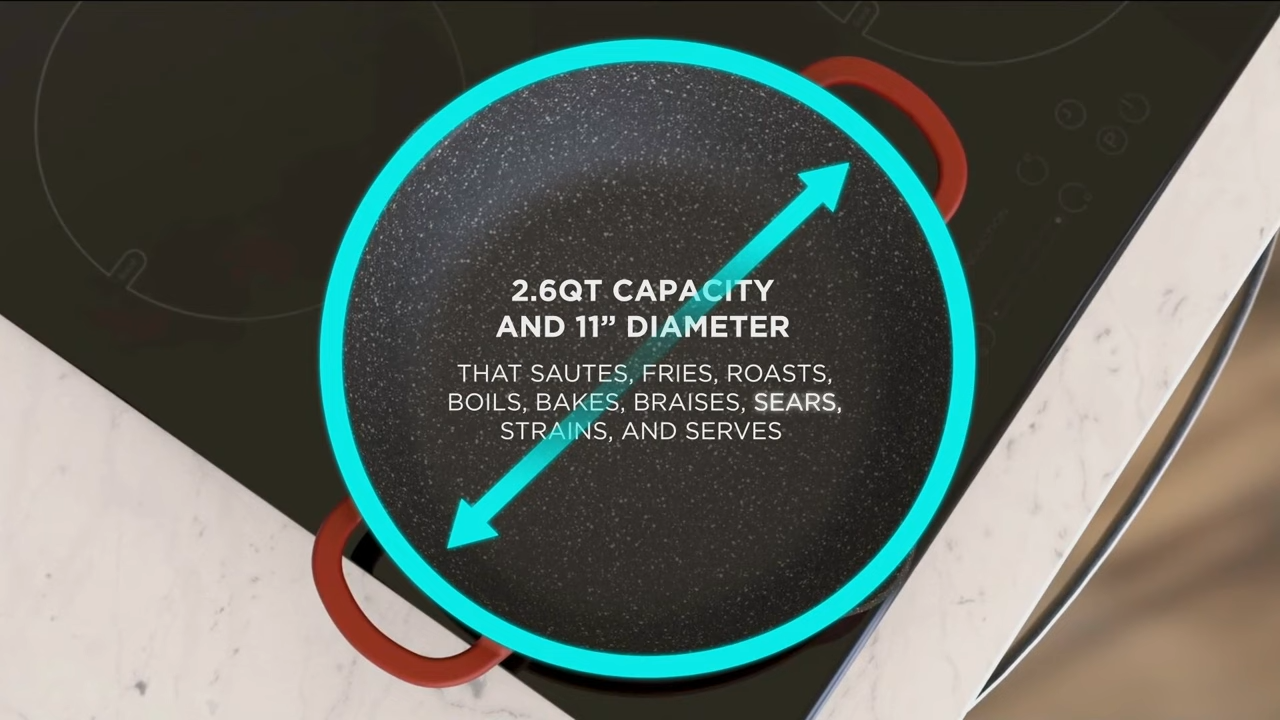 2.6QT CAPACITY
AND 11” DIAMETER
THAT SAUTES, FRIES, ROASTS,
BOILS, BAKES, BRAISES, SEARS,
STRAINS, AND SERVES